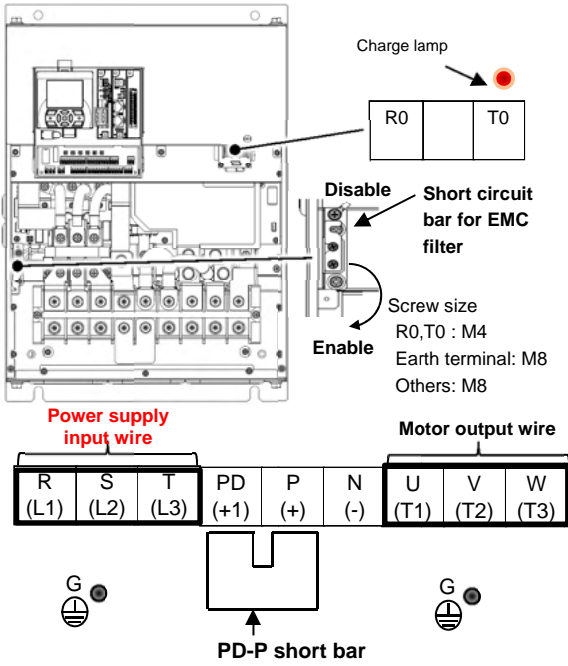 Charge lamp
R0 T0
Disable
Short circuit
bar for EMC
filter
Enable
Screw size
R0,T0 : M4
Earth terminal: M8
Others: M8
Power supply
input wire
Motor output wire
R S T PD P N U V W
(L1) (L2) (L3) (+1) (+) (-) (T1) (T2) (T3)
G G
PD-P short bar